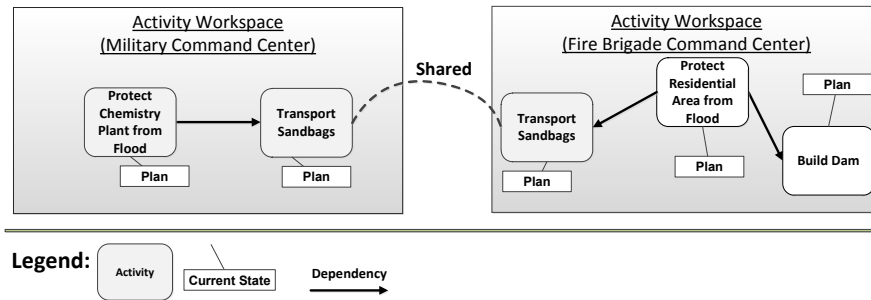 Activity Workspace
(Military Command Center)
Protect
Chemistry
Plant from
Flood
Plan
Transport
Sandbags
Plan
Shared
Activity Workspace
(Fire Brigade Command Center)
Transport
Sandbags
Plan
Protect
Residential
Area from
Flood
Plan
Plan
Build Dam
Legend:
Activity
Current State
Dependency